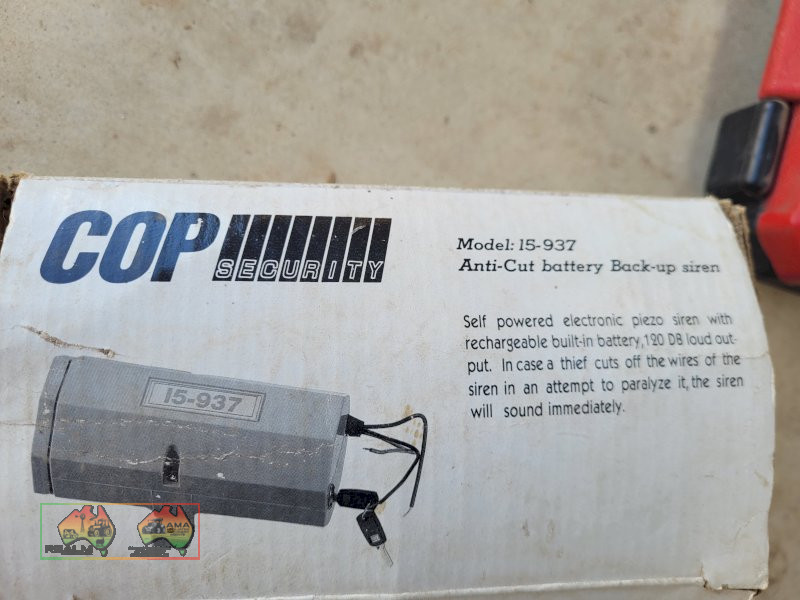 COP
SECURITY
Model: 15-937
Anti-Cut battery Back-up siren
Self powered electronic piezo siren with
rechargeable built-in battery, 120 DB loud out-
put. In case a thief cuts off the wires of the
siren in an attempt to paralyze it, the siren
will sound immediately.
15-937
REALM
AMA